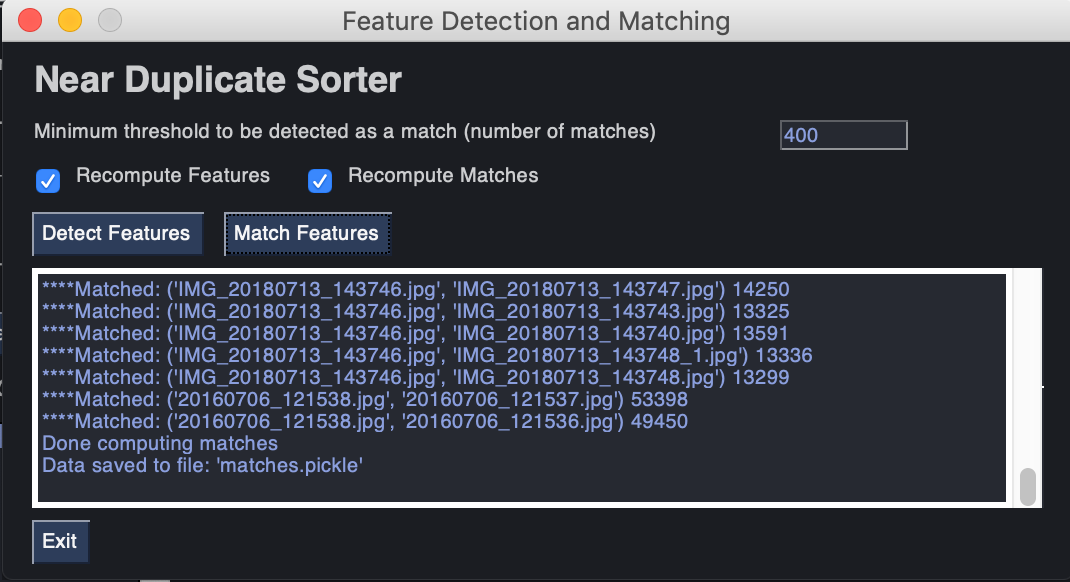 Feature Detection and Matching
Near Duplicate Sorter
Minimum threshold to be detected as a match (number of matches) 400
Recompute Features Recompute Matches
Detect Features Match Features
****Matched: ('IMG_20180713_143746.jpg', 'IMG_20180713_143747.jpg') 14250
****Matched: ('IMG_20180713_143746.jpg', 'IMG_20180713_143743.jpg') 13325
****Matched: ('IMG_20180713_143746.jpg', 'IMG_20180713_143740.jpg') 13591
****Matched: ('IMG_20180713_143746.jpg', 'IMG_20180713_143748_1.jpg') 13336
****Matched: ('IMG_20180713_143746.jpg', 'IMG_20180713_143748.jpg') 13299
****Matched: ('20160706_121538.jpg', '20160706_121537.jpg') 53398
****Matched: ('20160706_121538.jpg', '20160706_121536.jpg') 49450
Done computing matches
Data saved to file: 'matches.pickle'
Exit